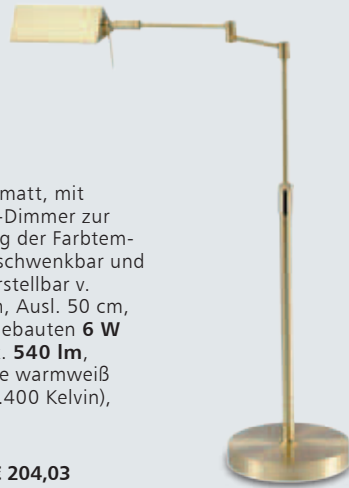 matt, mit
-Dimmer zur
g der Farbtem-
schwenkbar und
rstellbar v.
n, Ausl. 50 cm,
ebauten 6 W
. 540 lm,
e warmweiß
.400 Kelvin),
204,03